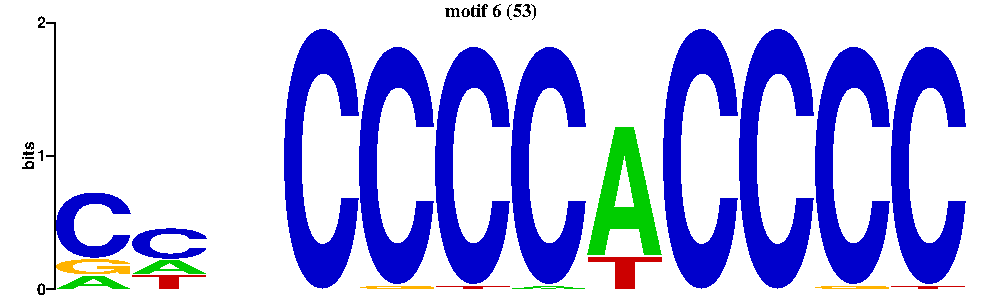 motif 6 (53)
2
1
0
bits
C C C C C C A C C C C
G A G T A T G T
A T